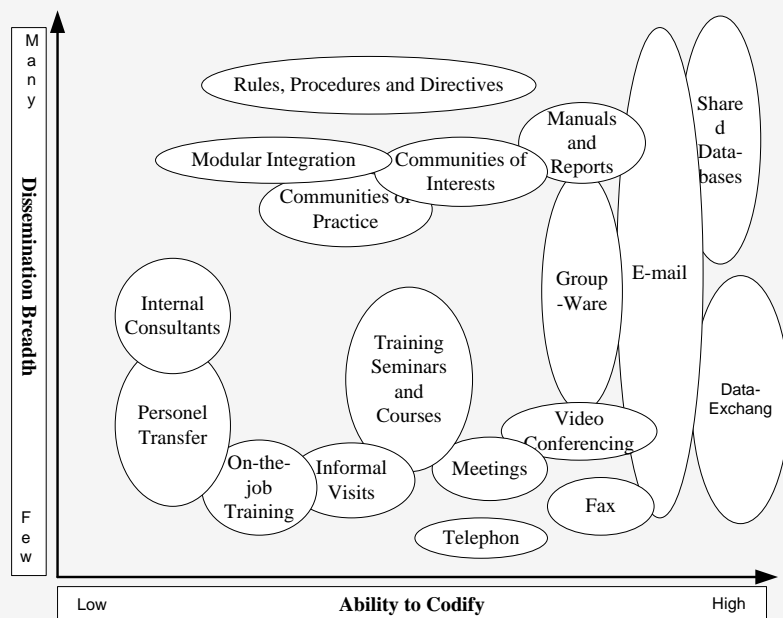 M
a
n
y
Dissemination Breadth
F
e
w
Rules, Procedures and Directives
Manuals
and
Reports
Share
d
Data-
bases
Modular Integration
Communities of
Interests
Communities of
Practice
Internal
Consultants
Group
-Ware
E-mail
Training
Seminars
and
Courses
Personel
Transfer
Data-
Exchang
Video
Conferencing
On-the-
job
Training
Informal
Visits
Meetings
Fax
Telephon
Low
Ability to Codify
High